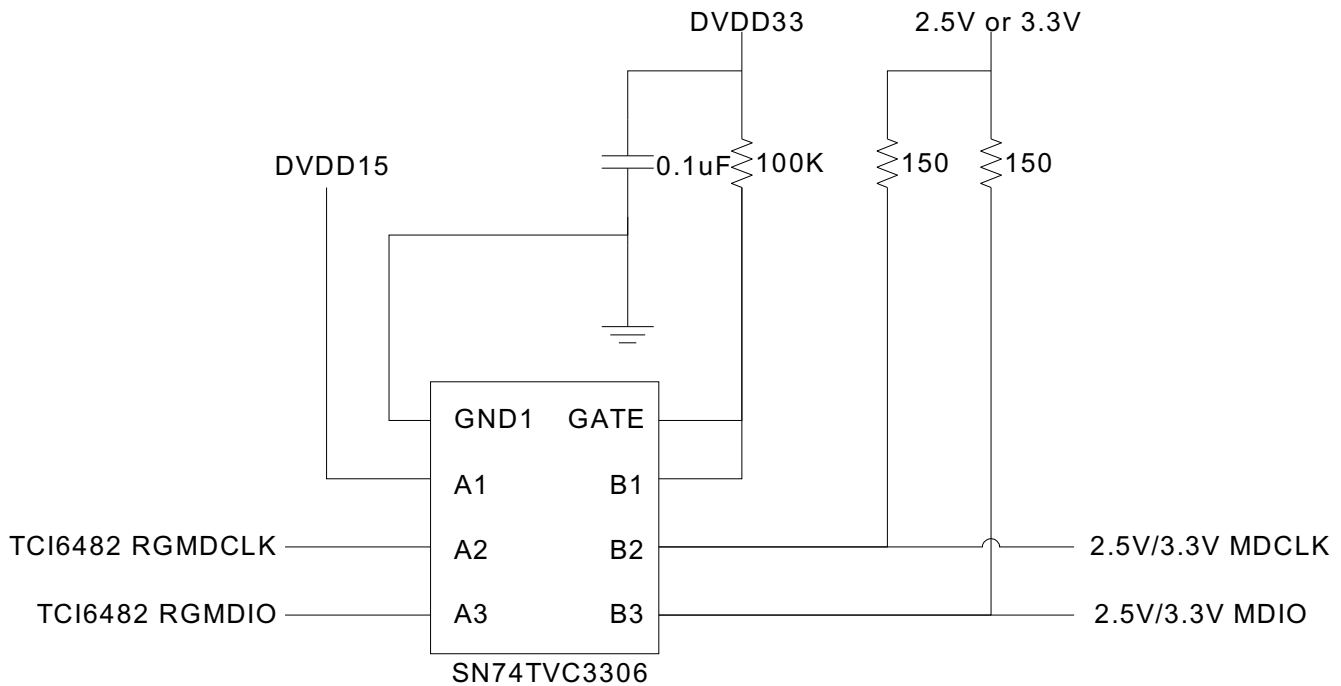 DVDD33
2.5V or 3.3V
DVDD15
0.1uF
100K
150
150
GND1
GATE
A1
B1
TCI6482 RGMDCLK
A2
B2
2.5V/3.3V MDCLK
TCI6482 RGMDIO
A3
B3
2.5V/3.3V MDIO
SN74TVC3306